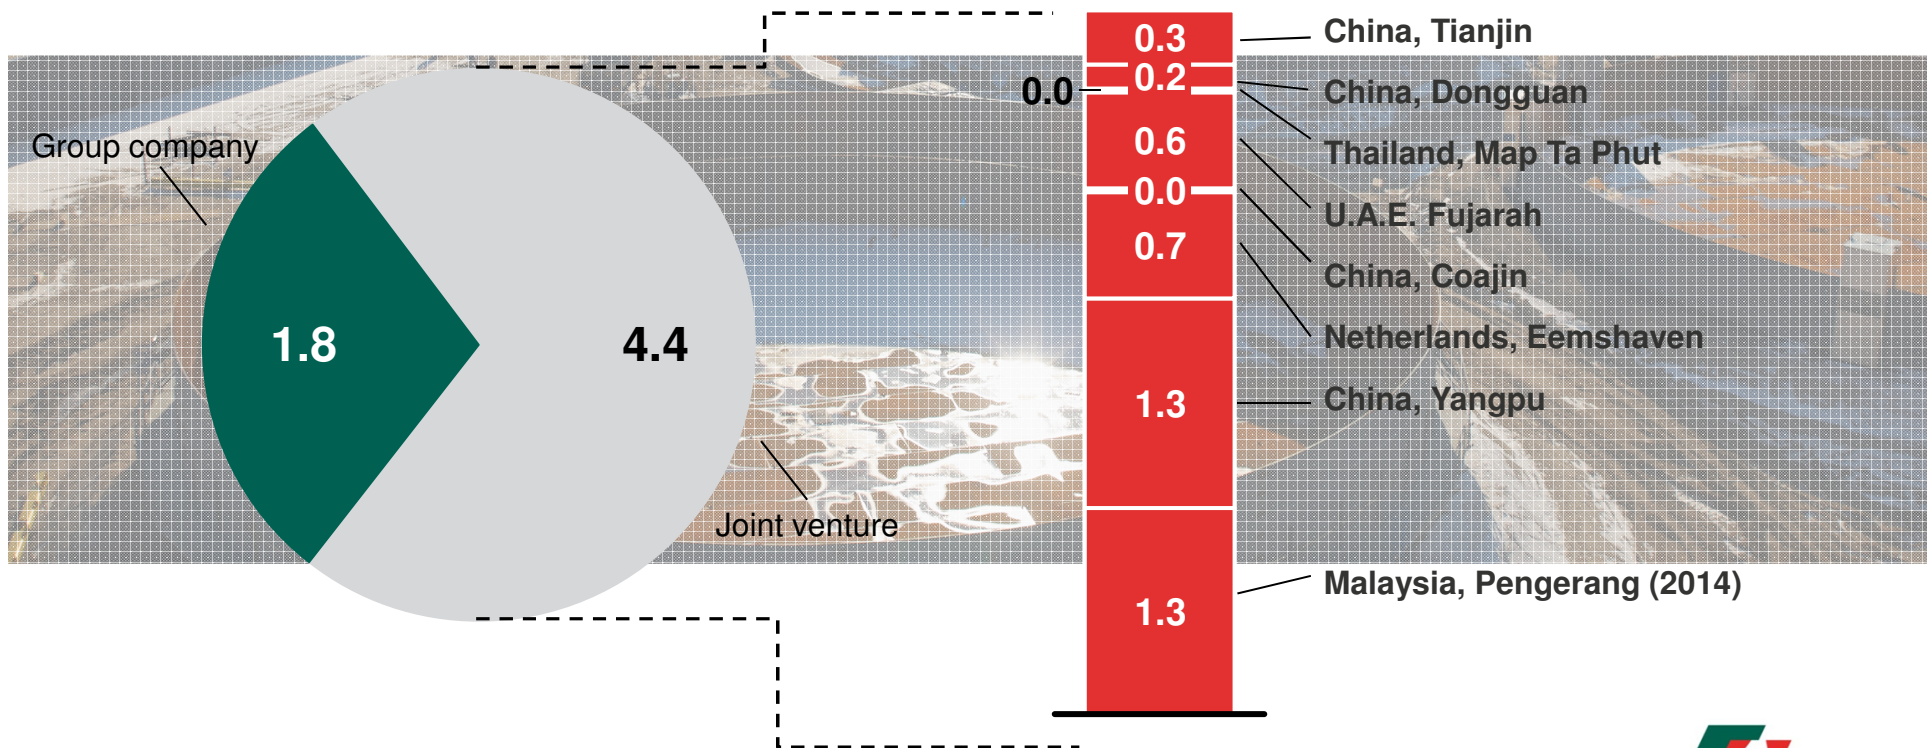 Group company
1.8
4.4
Joint venture
0.3
0.2
0.0
0.6
0.0
0.7
1.3
1.3
China, Tianjin
China, Dongguan
Thailand, Map Ta Phut
U.A.E. Fujarah
China, Coajin
Netherlands, Eemshaven
China, Yangpu
Malaysia, Pengerang (2014)